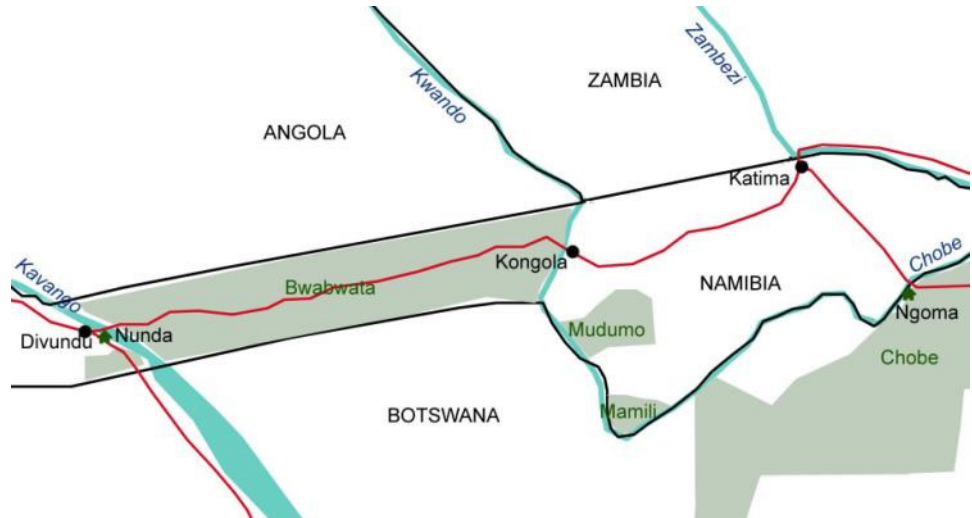 Zambezi
Kwando
ZAMBIA
ANGOLA
Katima
Chobe
Kongola
NAMIBIA
Kavango
Bwabwata
Ngoma
Divundu
Nunda
Mudumo
Chobe
BOTSWANA
Mamili